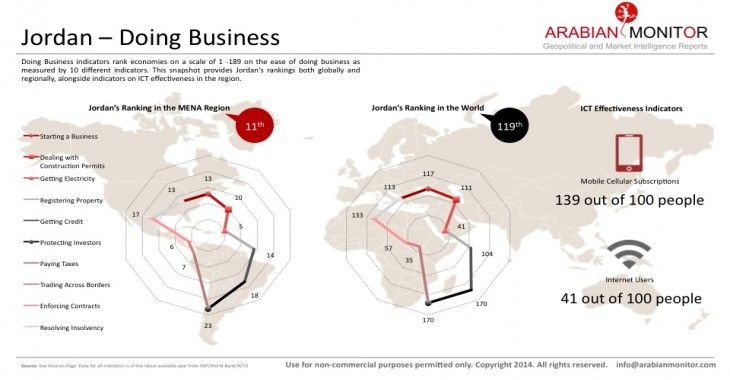 Jordan – Doing Business
ARABIAN MONITOR
Geopolitical and Market Intelligence Reports
Doing Business indicators rank economies on a scale of 1 -189 on the ease of doing business as
measured by 10 different indicators. This snapshot provides Jordan's rankings both globally and
regionally, alongside indicators on ICT effectiveness in the region.
Jordan's Ranking in the MENA Region
11th
Starting a Business
Dealing with
Construction Permits
Getting Electricity
Registering Property
Getting Credit
Protecting Investors
Paying Taxes
Trading Across Borders
Enforcing Contracts
Resolving Insolvency
13
10
5
14
18
23
7
6
17
13
Jordan's Ranking in the World
119th
117
111
41
104
170
170
35
57
133
113
ICT Effectiveness Indicators
Mobile Cellular Subscriptions
139 out of 100 people
Internet Users
41 out of 100 people
Source: See Sources Page. Data for all indicators is of the latest available year from IMF/World Bank/WTO
Use for non-commercial purposes permitted only. Copyright 2014. All rights reserved. info@arabianmonitor.com